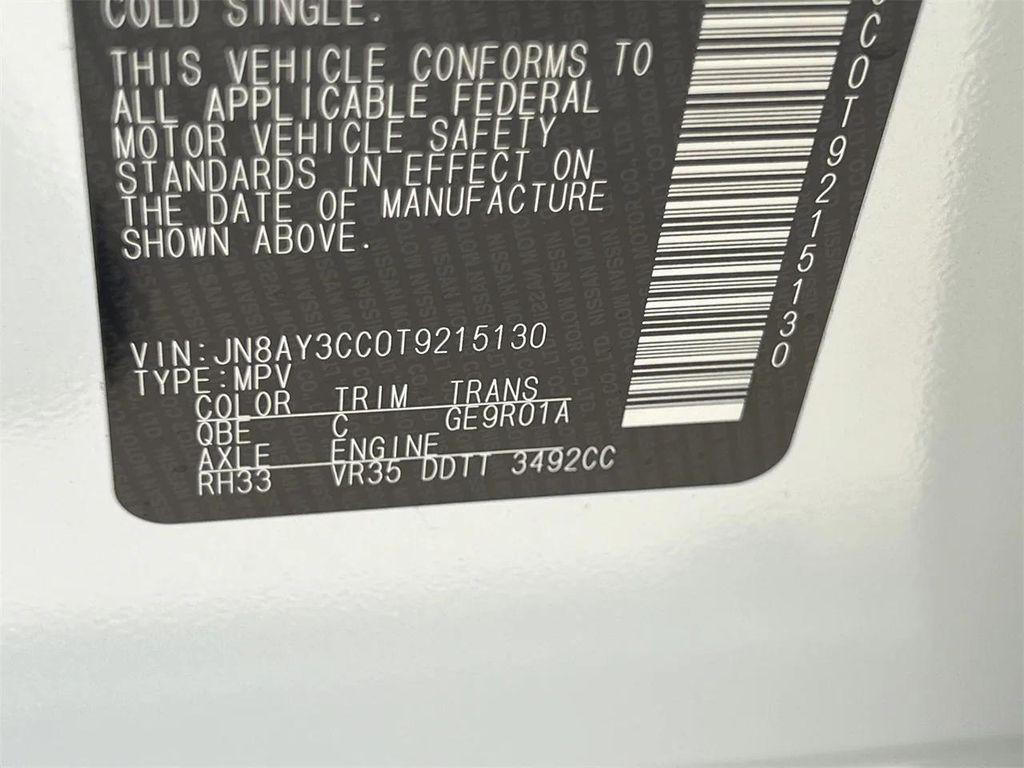 COLD SINGLE.
THIS VEHICLE CONFORMS TO
ALL APPLICABLE FEDERAL
MOTOR VEHICLE SAFETY
STANDARDS IN EFFECT ON
THE DATE OF MANUFACTURE
SHOWN ABOVE.
VIN:JN8AY3CC0T9215130
TYPE:MPV
COLOR TRIM TRANS
QBE C GE9R01A
AXLE ENGINE
RH33 VR35 DDTT 3492CC
C0T9215130